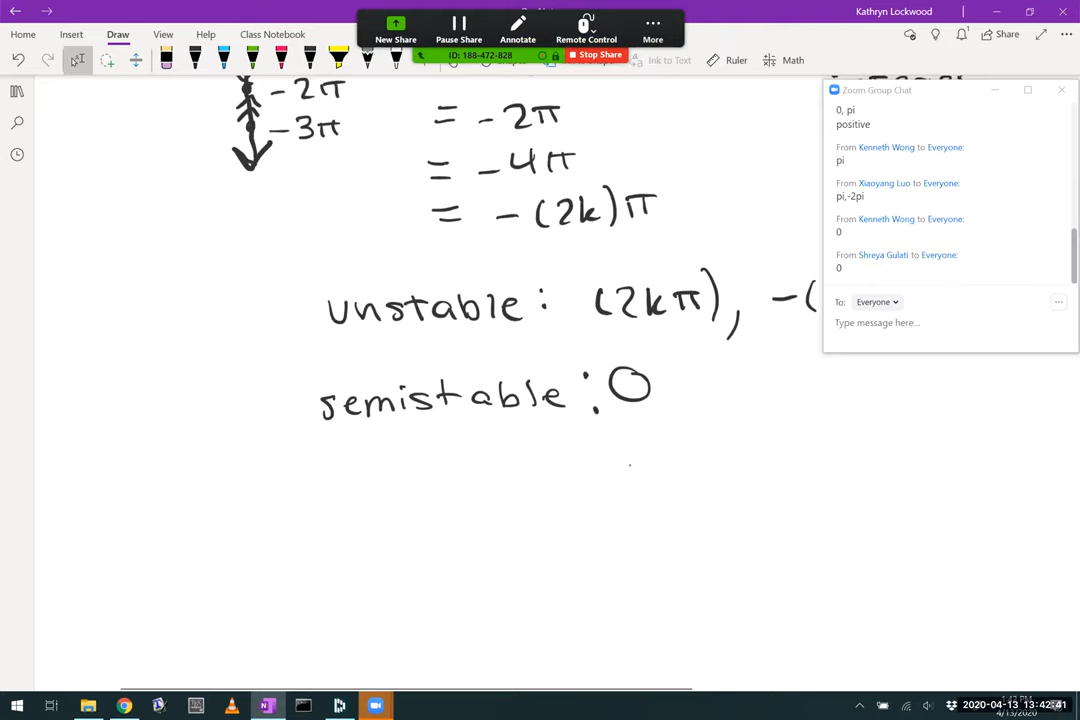 Kathryn Lockwood
Home Insert Draw View Help Class Notebook
New Share Pause Share Annotate Remote Control More
ID: 188-472-828 Stop Share
Share
Ink to Text Ruler Math
- 2π
- 3π
= - 2π
= - 4π
= - (2k)π
unstable: (2kπ), -(
semistable: 0
Zoom Group Chat
0, pi
positive
From Kenneth Wong to Everyone:
pi
From Xiaoyang Luo to Everyone:
pi,-2pi
From Kenneth Wong to Everyone:
0
From Shreya Gulati to Everyone:
0
To: Everyone
Type message here...
2020-04-13 13:42:41
4/13/2020